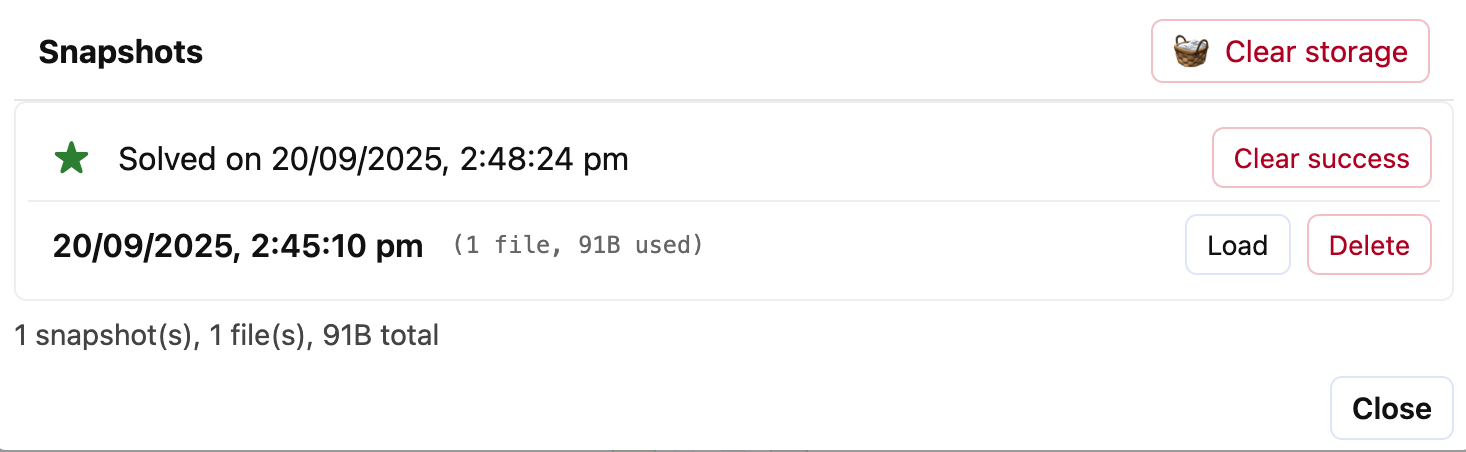 Snapshots
Clear storage
Solved on 20/09/2025, 2:48:24 pm
Clear success
20/09/2025, 2:45:10 pm (1 file, 91B used)
Load
Delete
1 snapshot(s), 1 file(s), 91B total
Close